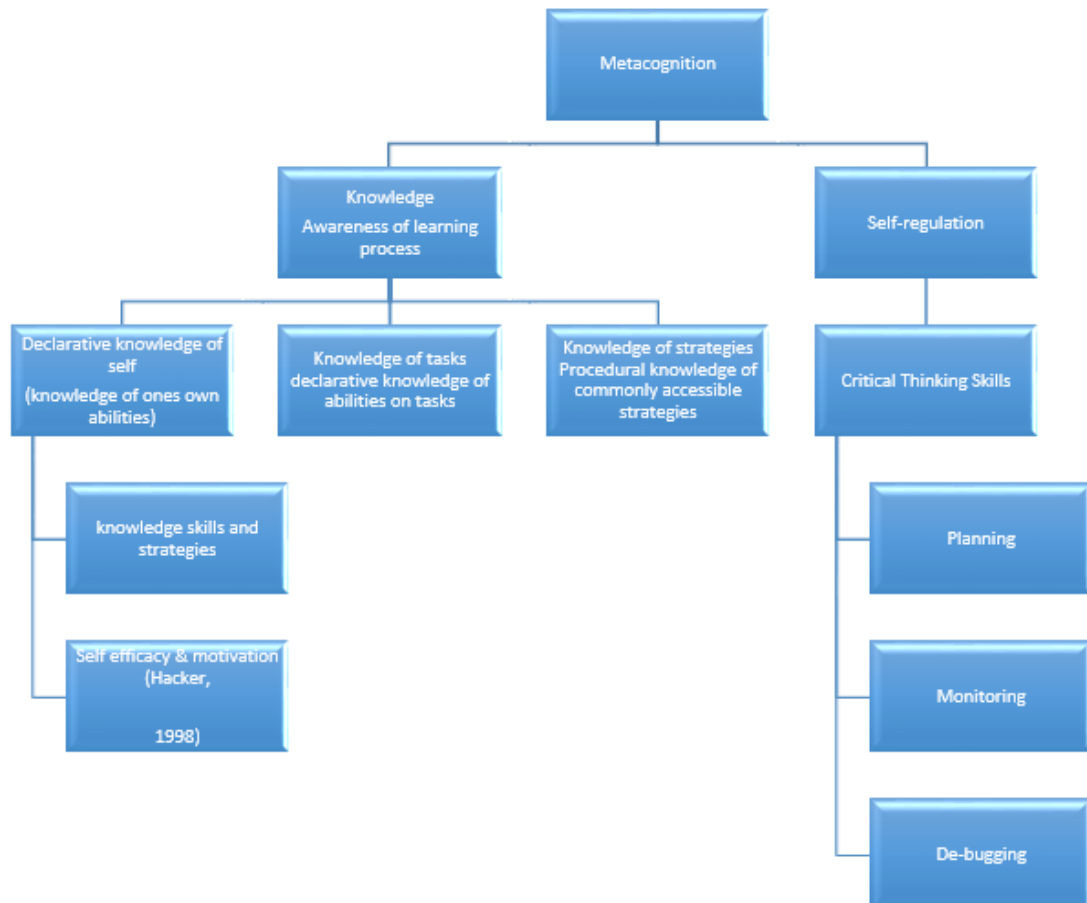 Metacognition
Knowledge
Awareness of learning
process
Self-regulation
Declarative knowledge of
self
(knowledge of ones own
abilities)
Knowledge of tasks
declarative knowledge of
abilities on tasks
Knowledge of strategies
Procedural knowledge of
commonly accessible
strategies
Critical Thinking Skills
knowledge skills and
strategies
Planning
Self efficacy & motivation
(Hacker,
1998)
Monitoring
De-bugging